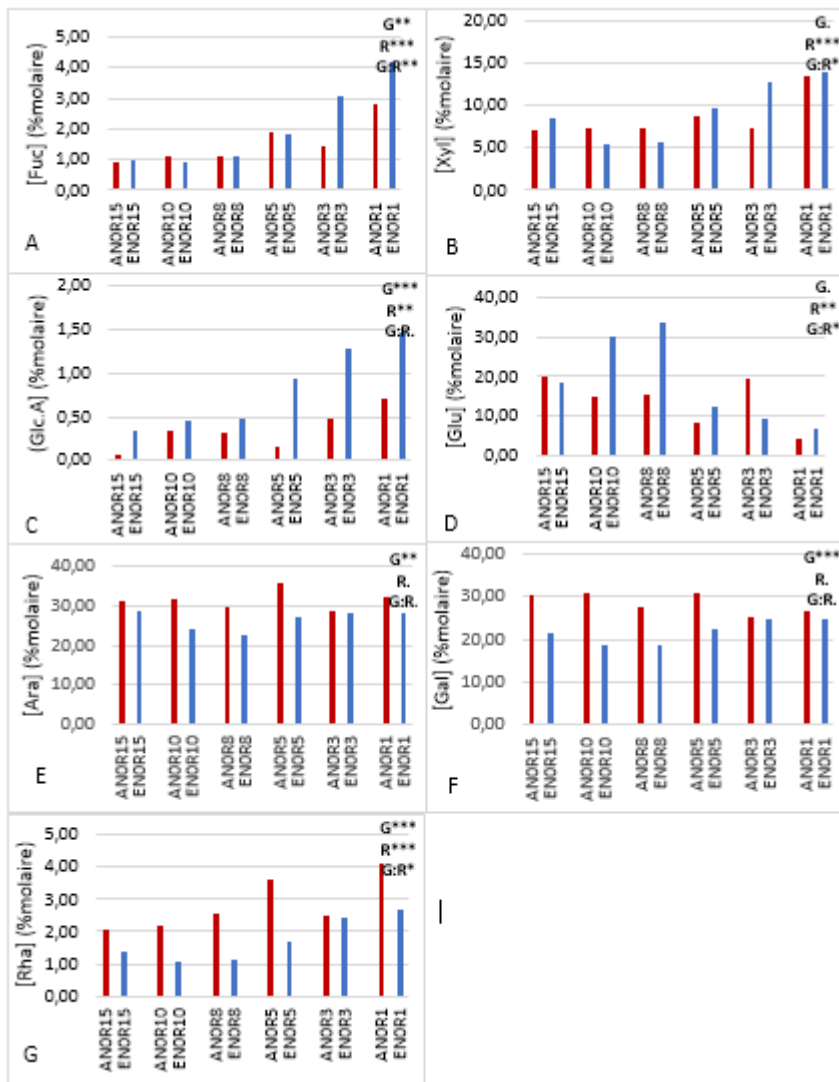 [Fuc] (%molaire)
5,00
4,00
3,00
2,00
1,00
0,00
G**
R***
G:R**
ANOR15
ENOR15
ANOR10
ENOR10
ANOR8
ENOR8
ANOR5
ENOR5
ANOR3
ENOR3
ANOR1
ENOR1
A
[Xyl] (%molaire)
20,00
15,00
10,00
5,00
0,00
G.
R***
G:R*
ANOR15
ENOR15
ANOR10
ENOR10
ANOR8
ENOR8
ANOR5
ENOR5
ANOR3
ENOR3
ANOR1
ENOR1
B
(Glc.A) (%molaire)
2,00
1,50
1,00
0,50
0,00
G***
R**
G:R.
ANOR15
ENOR15
ANOR10
ENOR10
ANOR8
ENOR8
ANOR5
ENOR5
ANOR3
ENOR3
ANOR1
ENOR1
C
[Glu] (%molaire)
40,00
30,00
20,00
10,00
0,00
G.
R**
G:R*
ANOR15
ENOR15
ANOR10
ENOR10
ANOR8
ENOR8
ANOR5
ENOR5
ANOR3
ENOR3
ANOR1
ENOR1
D
[Ara] (%molaire)
40,00
30,00
20,00
10,00
0,00
G**
R.
G:R.
ANOR15
ENOR15
ANOR10
ENOR10
ANOR8
ENOR8
ANOR5
ENOR5
ANOR3
ENOR3
ANOR1
ENOR1
E
[Gal] (%molaire)
40,00
30,00
20,00
10,00
0,00
G***
R.
G:R.
ANOR15
ENOR15
ANOR10
ENOR10
ANOR8
ENOR8
ANOR5
ENOR5
ANOR3
ENOR3
ANOR1
ENOR1
F
[Rha] (%molaire)
5,00
4,00
3,00
2,00
1,00
0,00
G***
R***
G:R*
ANOR15
ENOR15
ANOR10
ENOR10
ANOR8
ENOR8
ANOR5
ENOR5
ANOR3
ENOR3
ANOR1
ENOR1
G